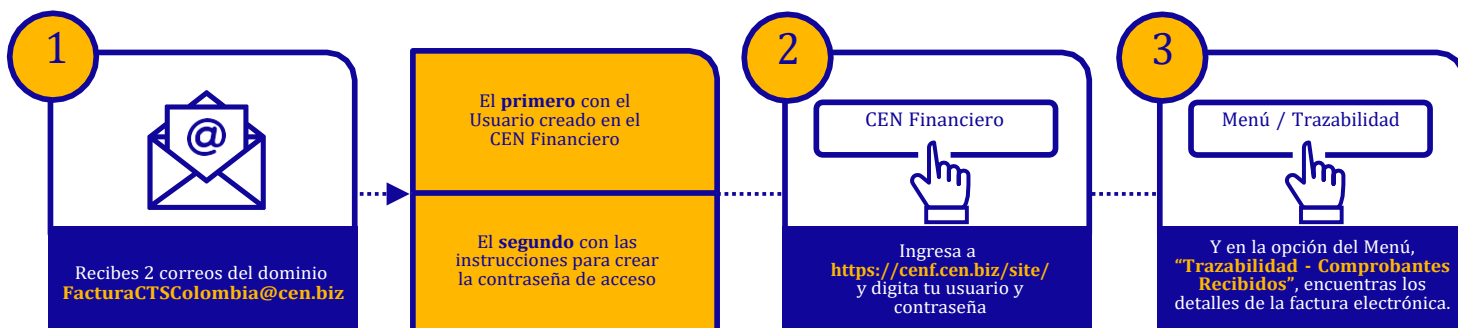 1
@
Recibes 2 correos del dominio
FacturaCTSColombia@cen.biz
El primero con el
Usuario creado en el
CEN Financiero
El segundo con las
instrucciones para crear
la contraseña de acceso
2
CEN Financiero
Ingresa a
https://cenf.cen.biz/site/
y digita tu usuario y
contraseña
3
Menú / Trazabilidad
Y en la opción del Menú,
“Trazabilidad - Comprobantes
Recibidos”, encuentras los
detalles de la factura electrónica.